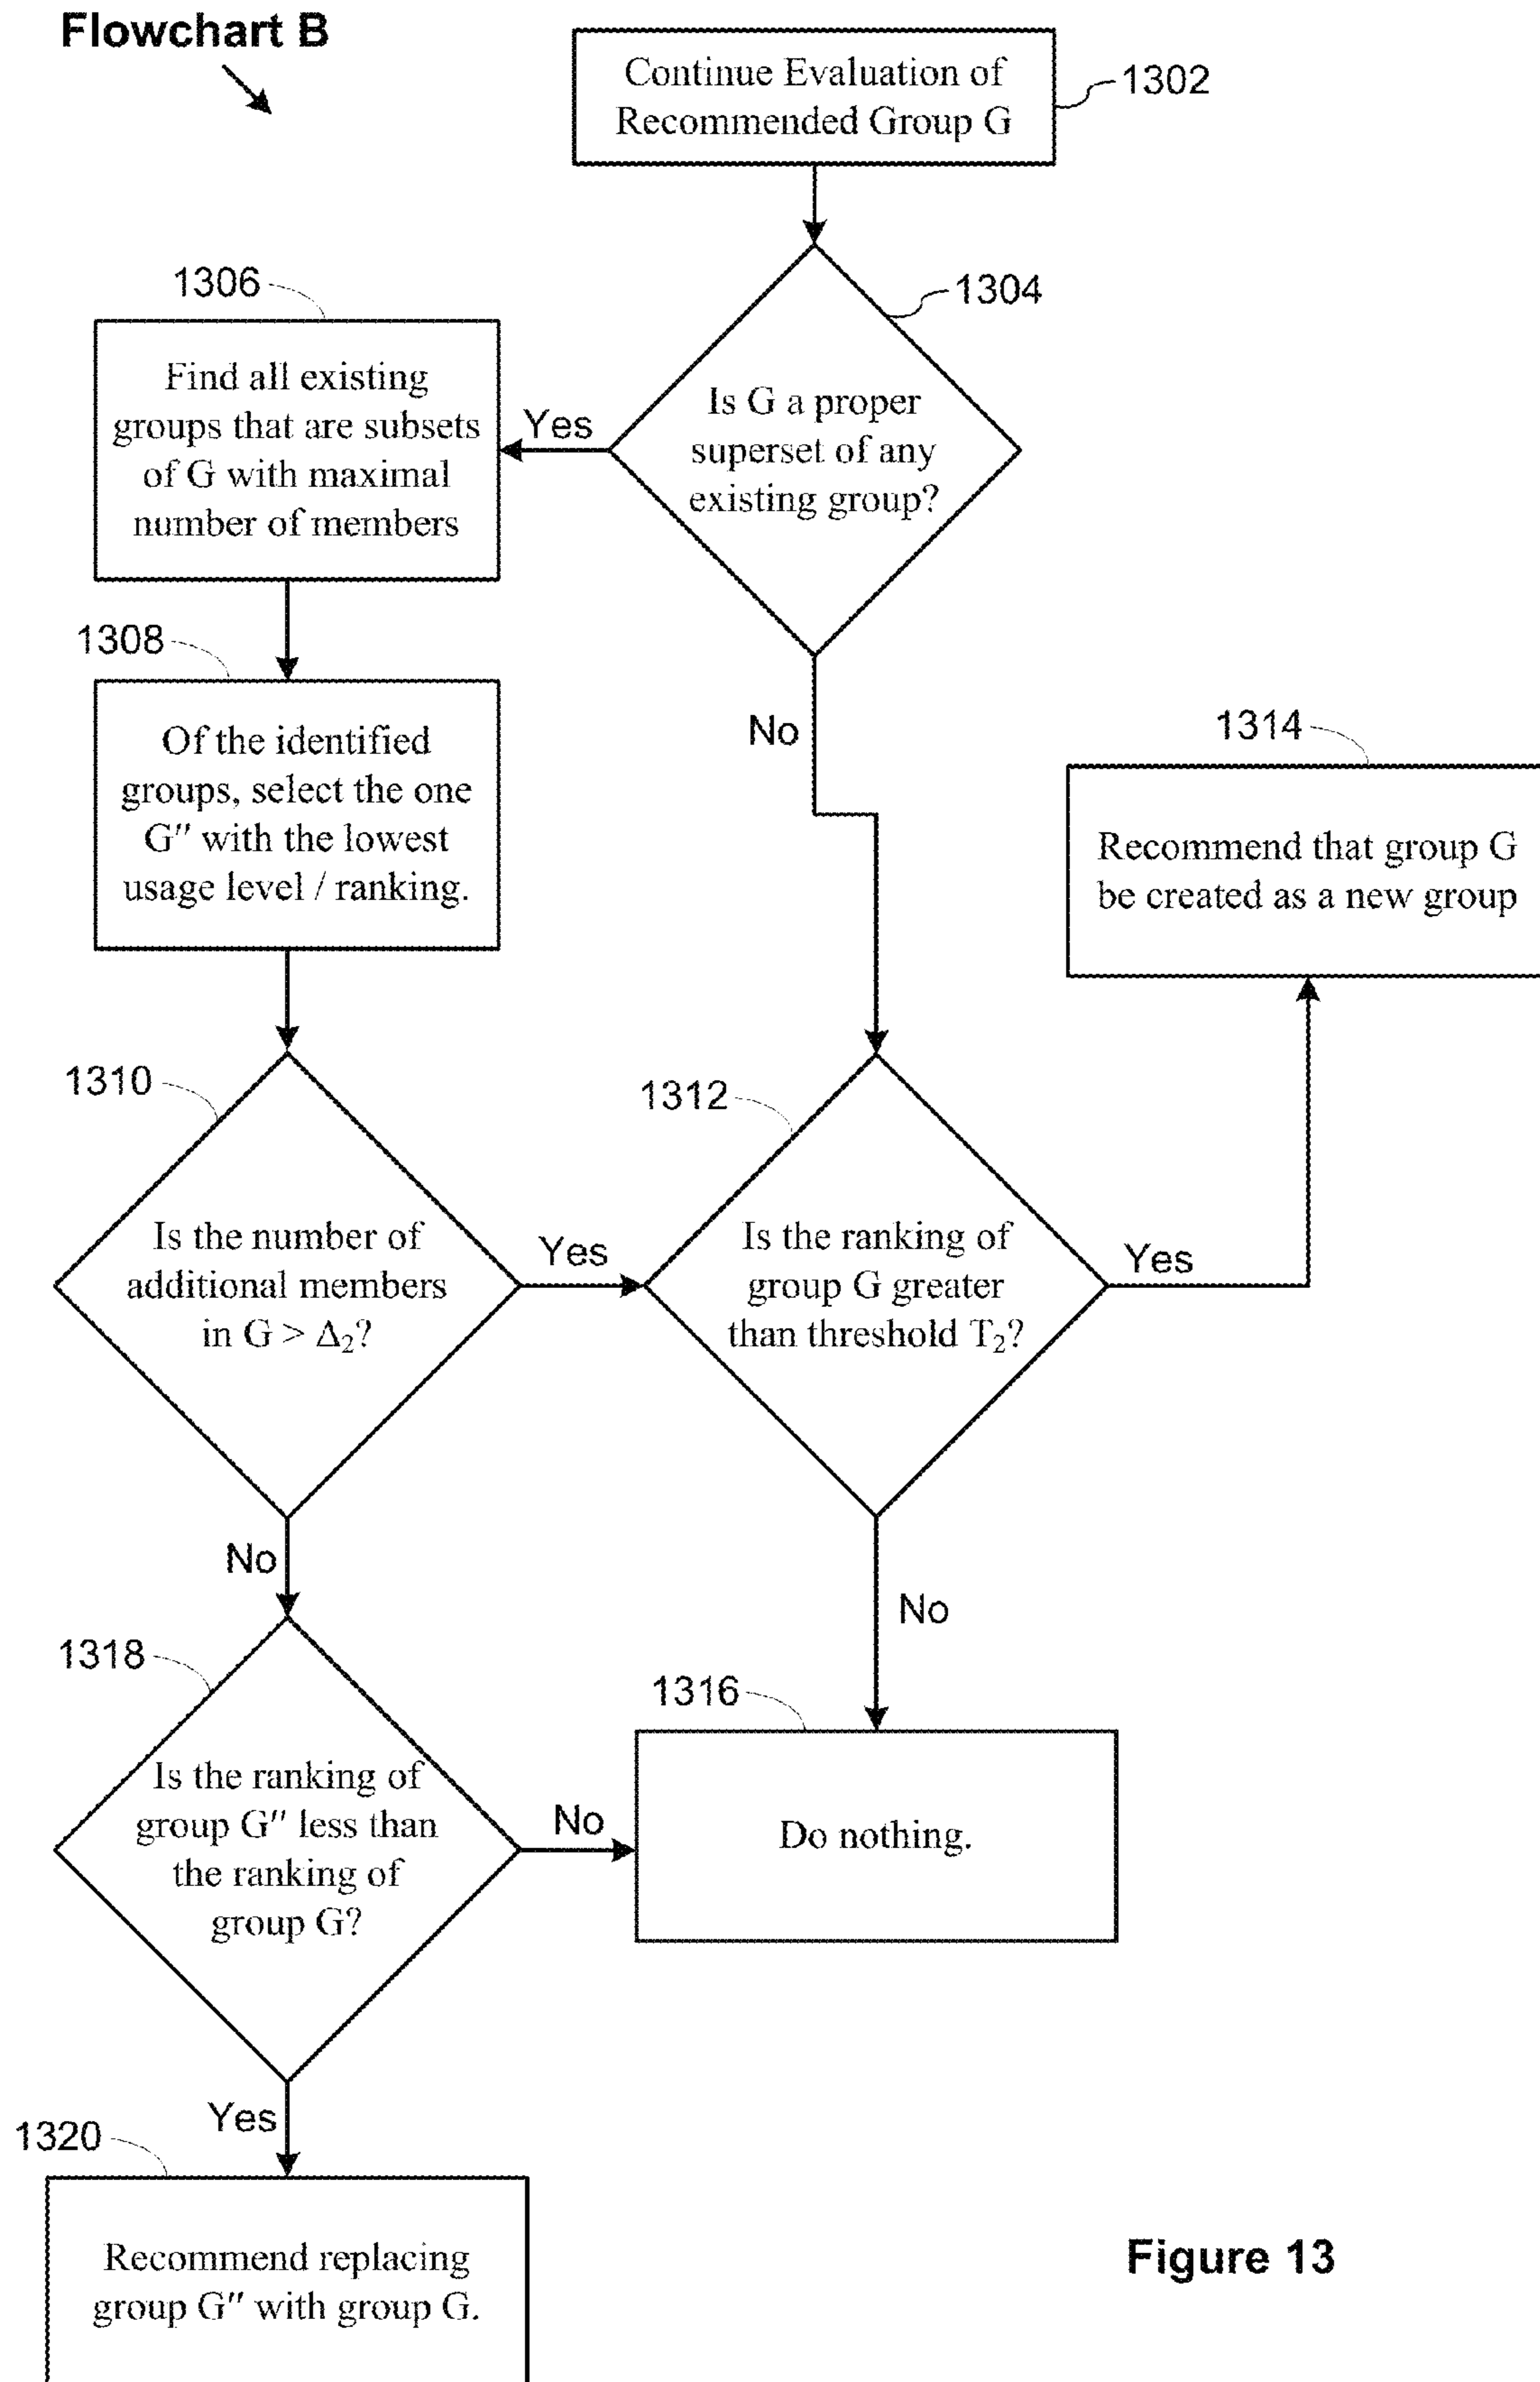 Flowchart B
Continue Evaluation of
Recommended Group G
1302
1304
Is G a proper
superset of any
existing group?
Yes
1306
Find all existing
groups that are subsets
of G with maximal
number of members
1308
Of the identified
groups, select the one
G″ with the lowest
usage level / ranking.
No
1314
Recommend that group G
be created as a new group
1310
Is the number of
additional members
in G > Δ₂?
Yes
1312
Is the ranking of
group G greater
than threshold T₂?
Yes
No
No
1318
Is the ranking of
group G″ less than
the ranking of
group G?
No
1316
Do nothing.
Yes
1320
Recommend replacing
group G″ with group G.
Figure 13